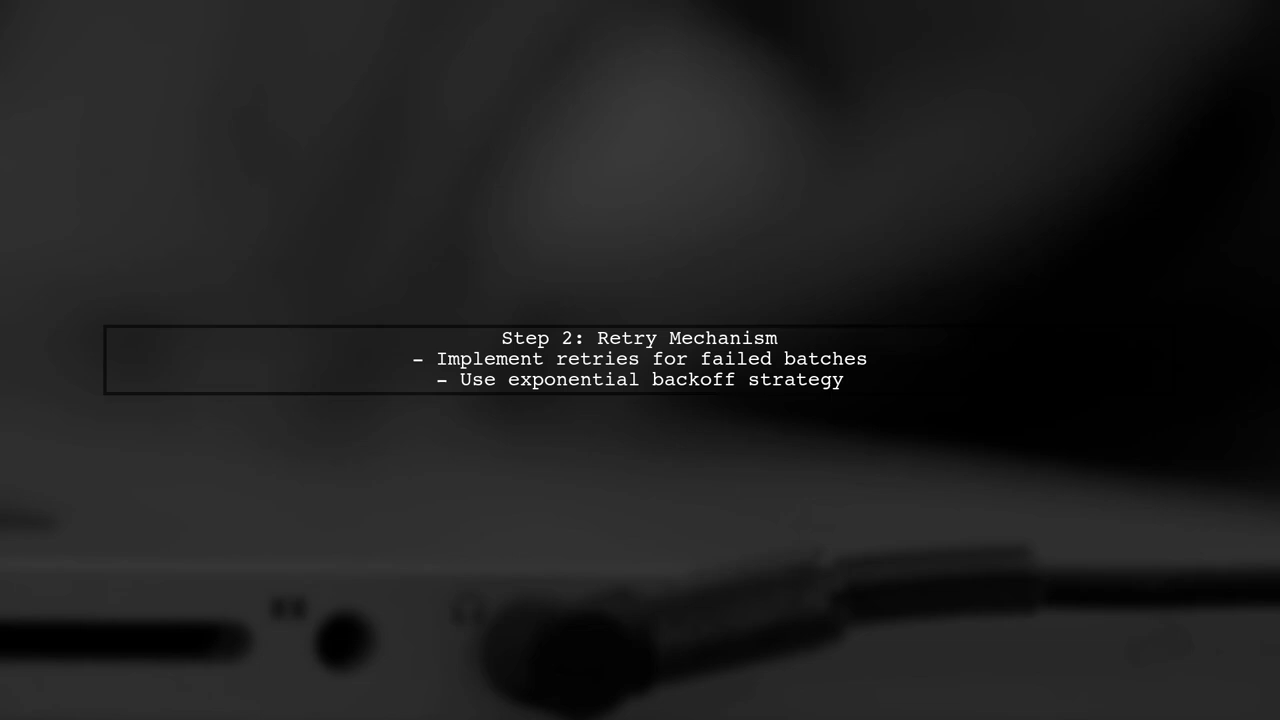 Step 2: Retry Mechanism
- Implement retries for failed batches
- Use exponential backoff strategy